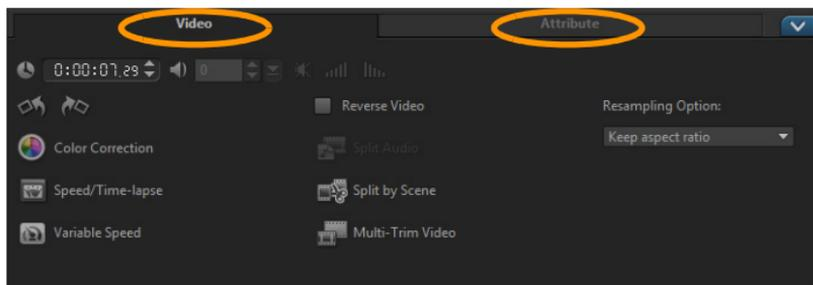 Video Attribute
0:00:07.29 0
Reverse Video Resampling Option:
Color Correction Split Audio Keep aspect ratio
Speed/Time-lapse Split by Scene
Variable Speed Multi-Trim Video